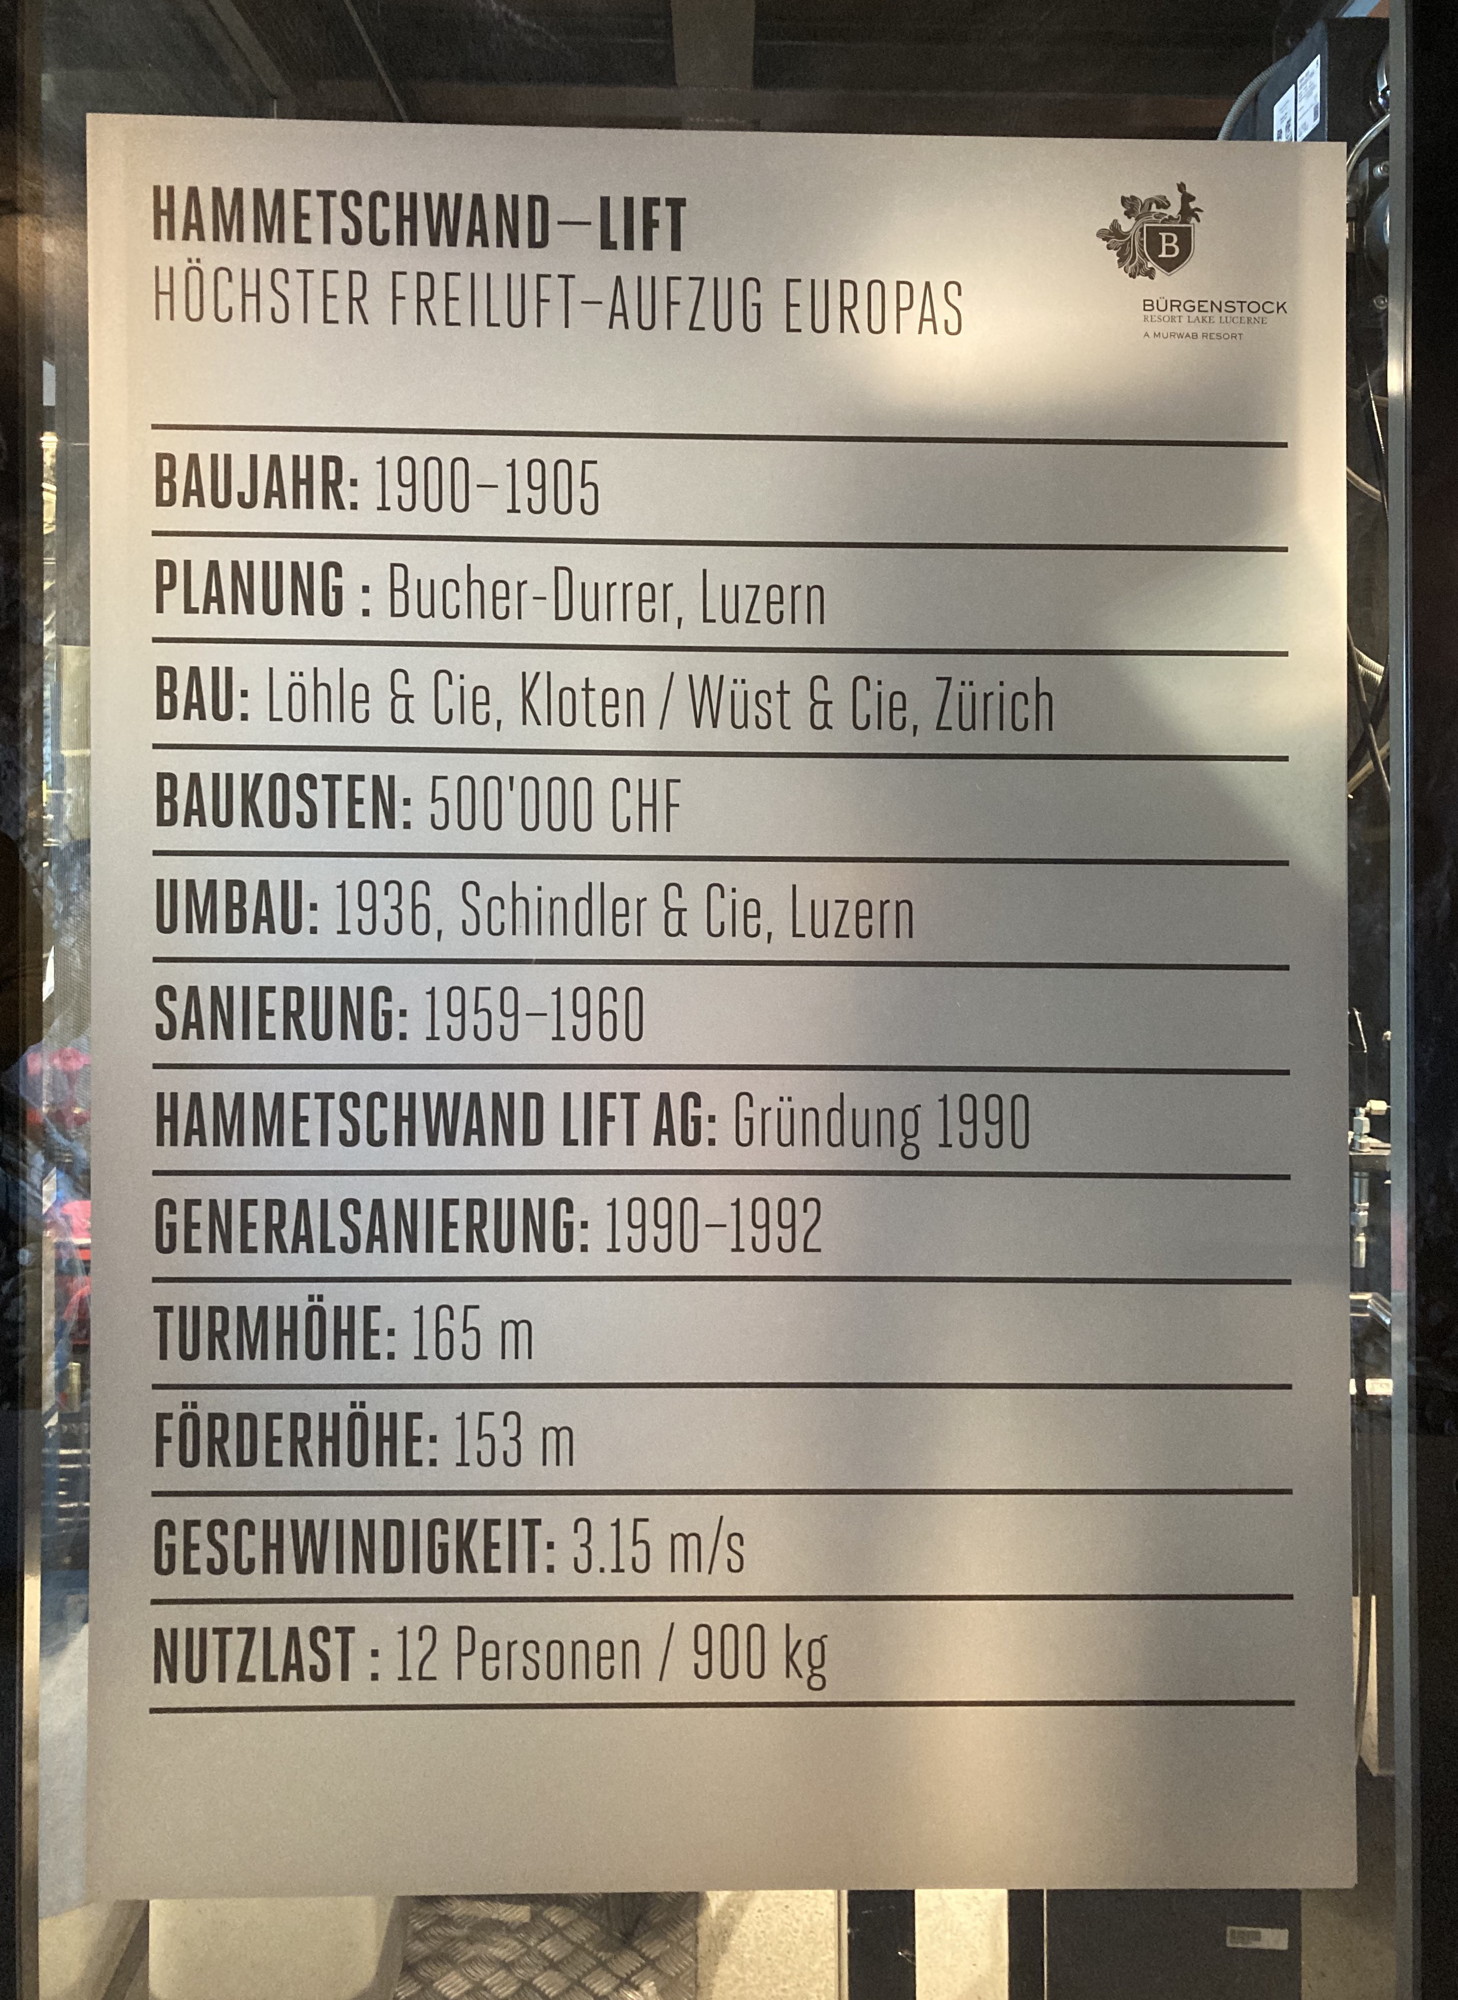 HAMMETSCHWAND–LIFT
HÖCHSTER FREILUFT–AUFZUG EUROPAS
B
BÜRGENSTOCK
RESORT LAKE LUCERNE
A MURWAB RESORT
BAUJAHR: 1900–1905
PLANUNG : Bucher-Durrer, Luzern
BAU: Löhle & Cie, Kloten / Wüst & Cie, Zürich
BAUKOSTEN: 500'000 CHF
UMBAU: 1936, Schindler & Cie, Luzern
SANIERUNG: 1959–1960
HAMMETSCHWAND LIFT AG: Gründung 1990
GENERALSANIERUNG: 1990–1992
TURMHÖHE: 165 m
FÖRDERHÖHE: 153 m
GESCHWINDIGKEIT: 3.15 m/s
NUTZLAST : 12 Personen / 900 kg